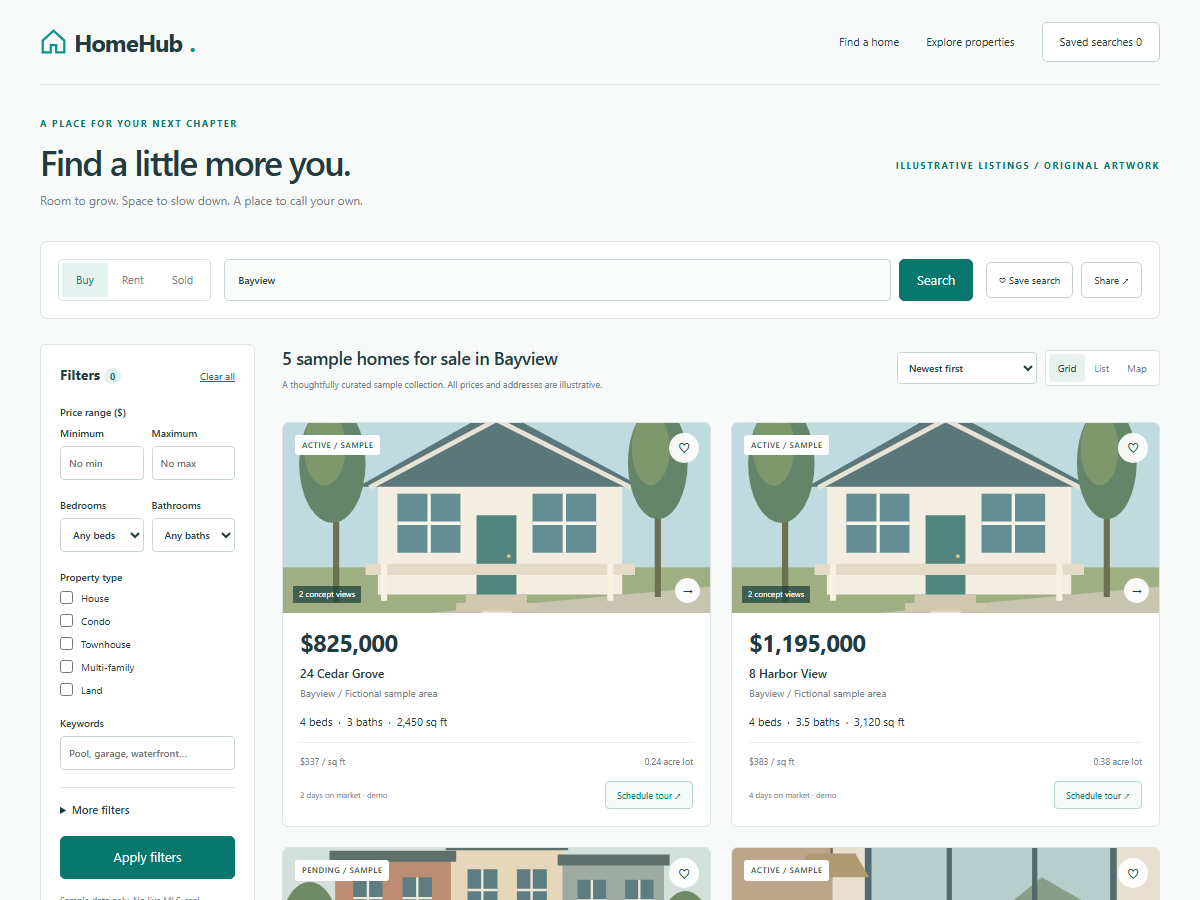 HomeHub .
Find a home
Explore properties
Saved searches 0
A PLACE FOR YOUR NEXT CHAPTER
Find a little more you.
Room to grow. Space to slow down. A place to call your own.
ILLUSTRATIVE LISTINGS / ORIGINAL ARTWORK
Buy
Rent
Sold
Bayview
Search
♡ Save search
Share ↗
Filters 0
Clear all
Price range ($)
Minimum
Maximum
No min
No max
Bedrooms
Bathrooms
Any beds
Any baths
Property type
House
Condo
Townhouse
Multi-family
Land
Keywords
Pool, garage, waterfront...
More filters
Apply filters
5 sample homes for sale in Bayview
A thoughtfully curated sample collection. All prices and addresses are illustrative.
Newest first
Grid
List
Map
ACTIVE / SAMPLE
2 concept views
→
$825,000
24 Cedar Grove
Bayview / Fictional sample area
4 beds · 3 baths · 2,450 sq ft
$337 / sq ft
0.24 acre lot
2 days on market · demo
Schedule tour ↗
ACTIVE / SAMPLE
2 concept views
→
$1,195,000
8 Harbor View
Bayview / Fictional sample area
4 beds · 3.5 baths · 3,120 sq ft
$383 / sq ft
0.38 acre lot
4 days on market · demo
Schedule tour ↗
PENDING / SAMPLE
ACTIVE / SAMPLE